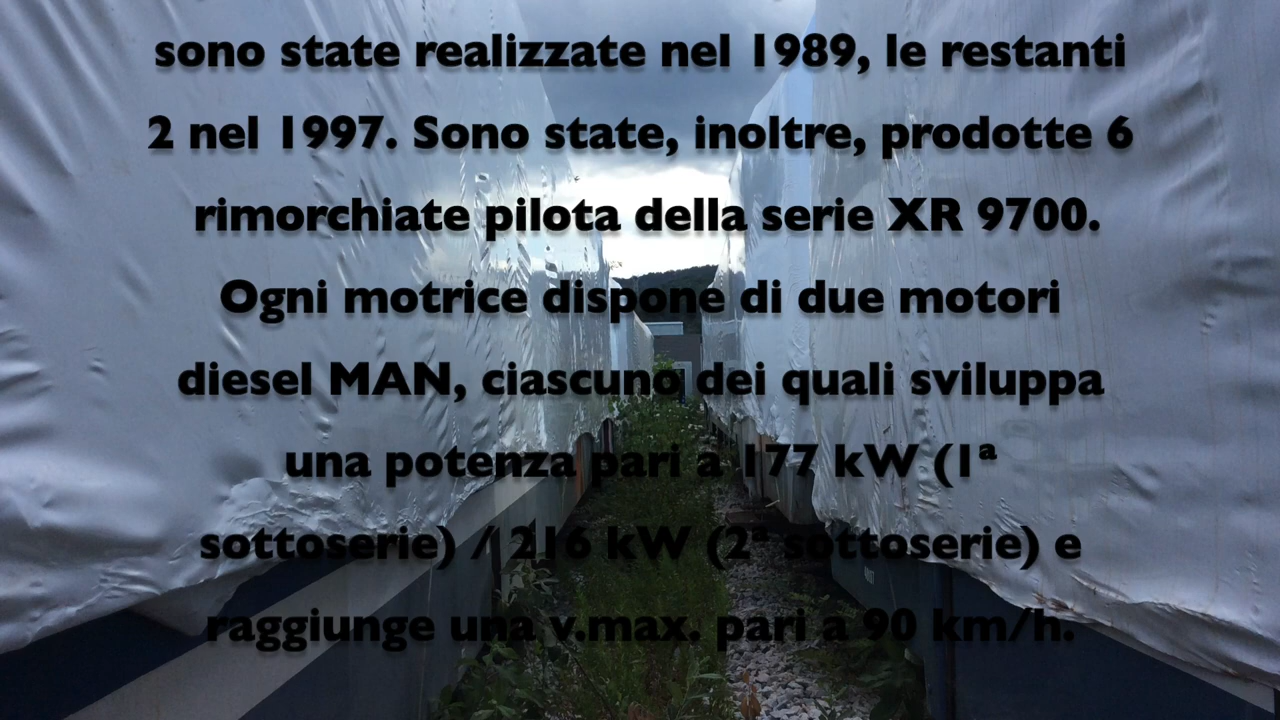 sono state realizzate nel 1989, le restanti
2 nel 1997. Sono state, inoltre, prodotte 6
rimorchiate pilota della serie XR 9700.
Ogni motrice dispone di due motori
diesel MAN, ciascuno dei quali sviluppa
una potenza pari a 177 kW (1ª
sottoserie) / 216 kW (2ª sottoserie) e
raggiunge una v.max. pari a 90 km/h.